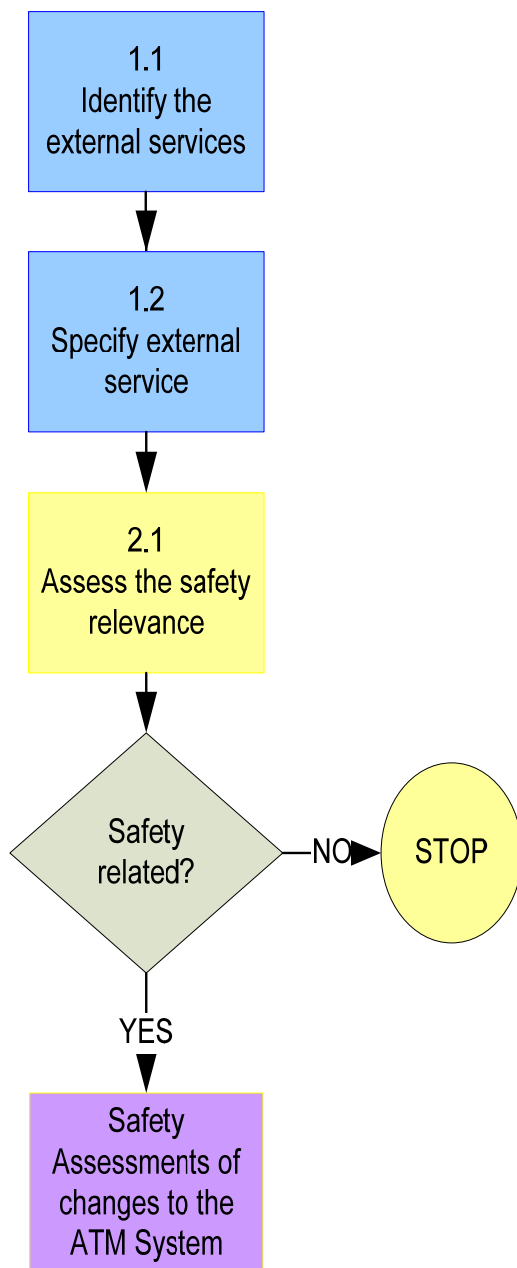 1.1
Identify the
external services
1.2
Specify external
service
2.1
Assess the safety
relevance
Safety
related?
NO
STOP
YES
Safety
Assessments of
changes to the
ATM System